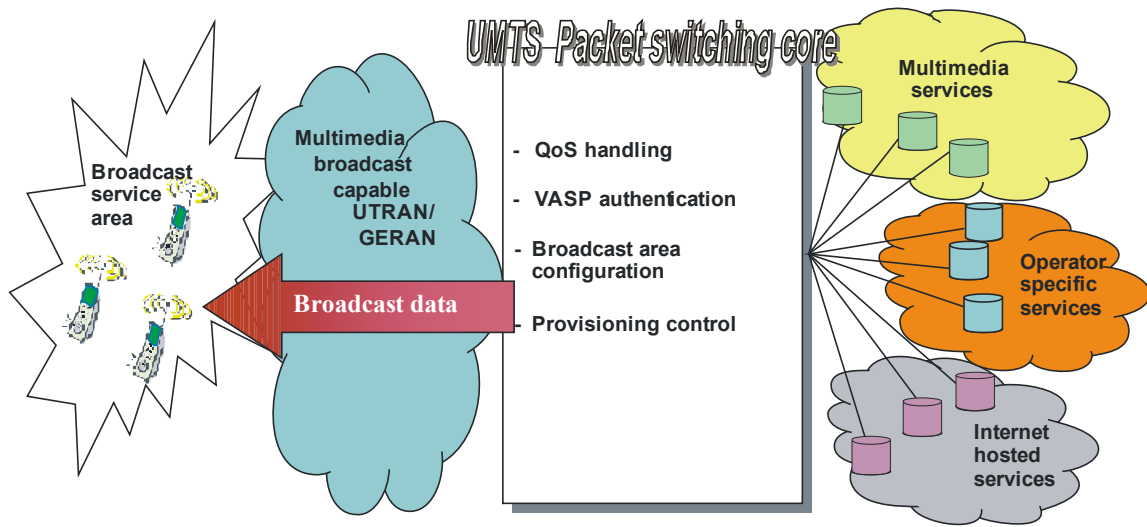 UMTS Packet switching core
Broadcast
service
area
Multimedia
broadcast
capable
UTRAN/
GERAN
Broadcast data
- QoS handling
- VASP authentication
- Broadcast area
configuration
- Provisioning control
Multimedia
services
Operator
specific
services
Internet
hosted
services